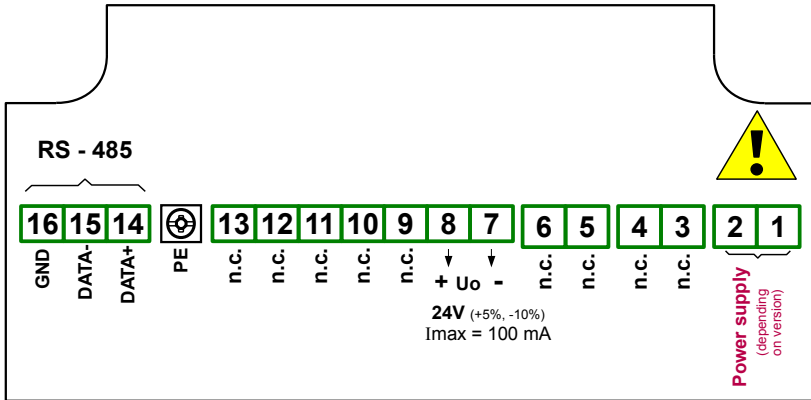 RS - 485
16 15 14 13 12 11 10 9 8 7 6 5 4 3 2 1
GND
DATA-
DATA+
PE
n.c.
n.c.
n.c.
n.c.
n.c.
+ Uo -
24V (+5%, -10%)
Imax = 100 mA
n.c.
n.c.
n.c.
n.c.
Power supply
(depending
on version)